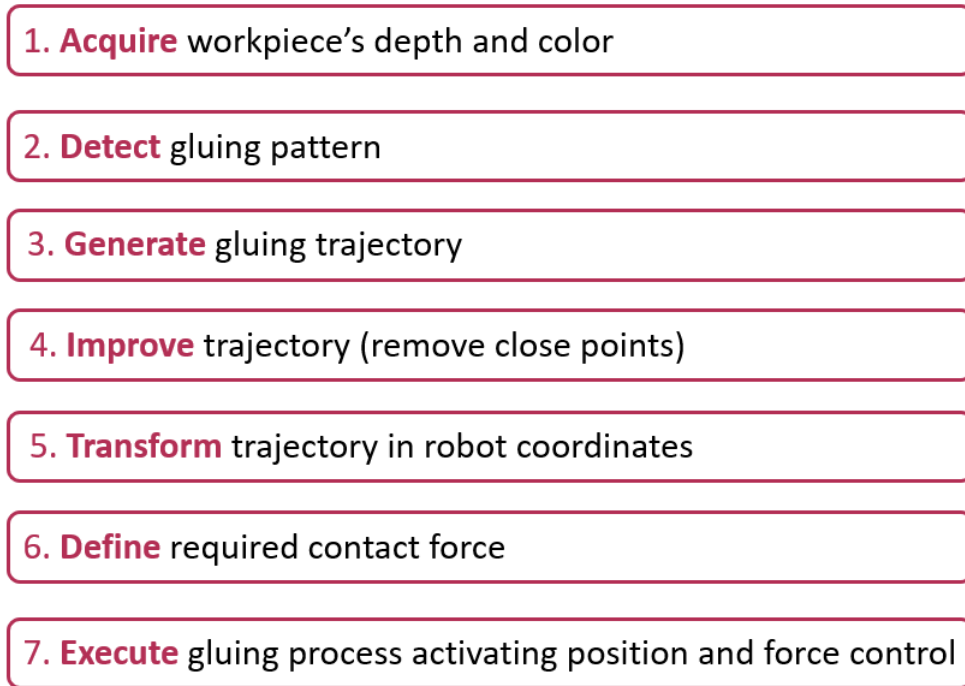 1. Acquire workpiece’s depth and color
2. Detect gluing pattern
3. Generate gluing trajectory
4. Improve trajectory (remove close points)
5. Transform trajectory in robot coordinates
6. Define required contact force
7. Execute gluing process activating position and force control